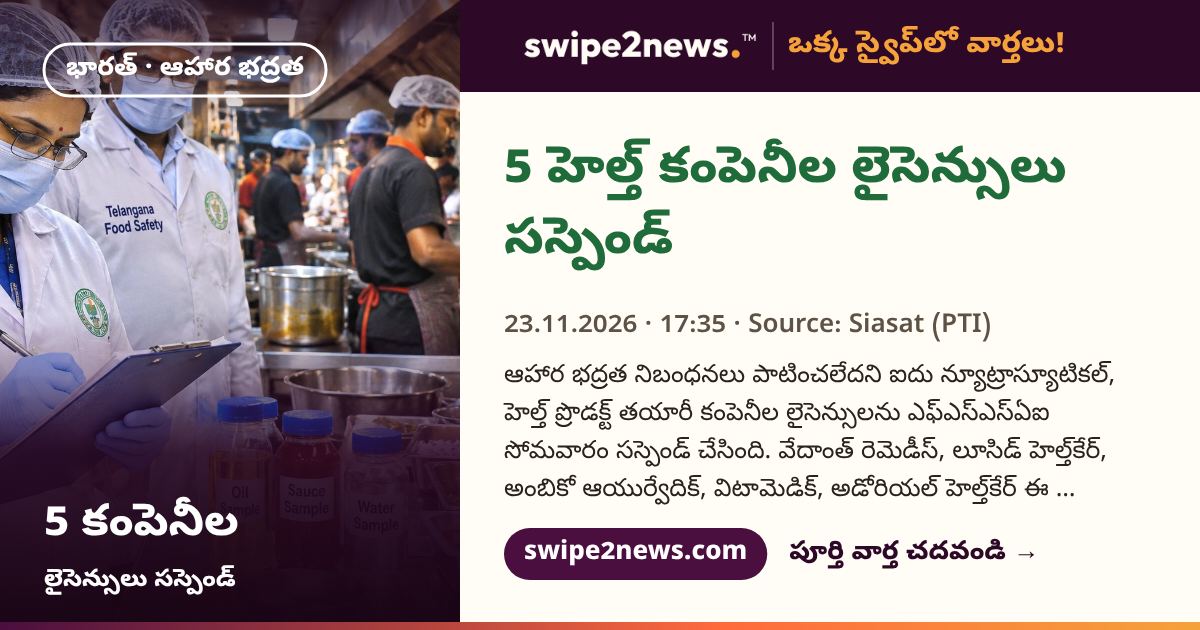 భారత్ · ఆహార భద్రత
Telangana
Food Safety
Oil
Sample
Sauce
Sample
Water
Sample
5 కంపెనీల
లైసెన్సులు సస్పెండ్
swipe2news.™
ఒక్క స్వైప్‌లో వార్తలు!
5 హెల్త్ కంపెనీల లైసెన్సులు
సస్పెండ్
23.11.2026 · 17:35 · Source: Siasat (PTI)
ఆహార భద్రత నిబంధనలు పాటించలేదని ఐదు న్యూట్రాస్యూటికల్,
హెల్త్ ప్రొడక్ట్ తయారీ కంపెనీల లైసెన్సులను ఎఫ్ఎస్ఎస్ఏఐ
సోమవారం సస్పెండ్ చేసింది. వేదాంత్ రెమెడీస్, లూసిడ్ హెల్త్‌కేర్,
అంబికో ఆయుర్వేదిక్, విటామెడిక్, అడోరియల్ హెల్త్‌కేర్ ఈ ...
swipe2news.com
పూర్తి వార్త చదవండి →